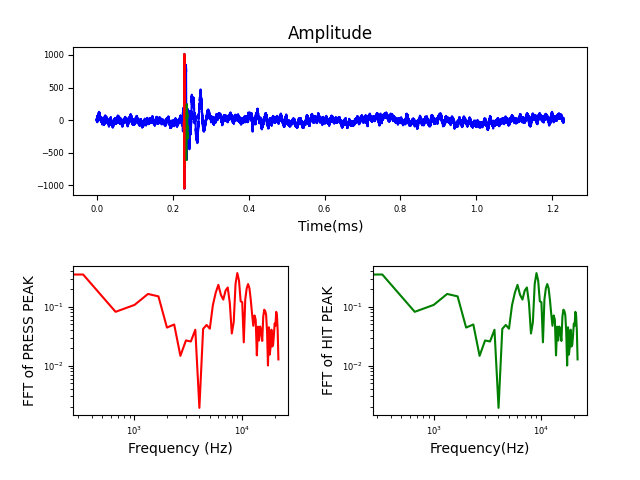 Amplitude
1000
500
0
−500
−1000
0.0 0.2 0.4 0.6 0.8 1.0 1.2
Time(ms)
FFT of PRESS PEAK
10⁻¹
10⁻²
10³ 10⁴
Frequency (Hz)
FFT of HIT PEAK
10⁻¹
10⁻²
10³ 10⁴
Frequency(Hz)